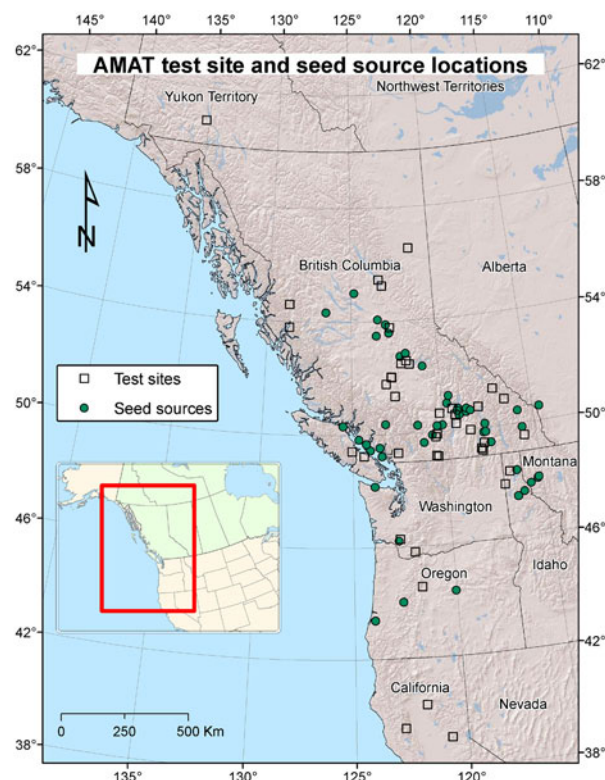 145° 140° 135° 130° 125° 120° 115° 110°
62° 62°
AMAT test site and seed source locations
Yukon Territory
Northwest Territories
58° 58°
N
British Columbia
Alberta
54° 54°
Test sites
Seed sources
50° 50°
Montana
Washington
46° 46°
Idaho
Oregon
42° 42°
California
Nevada
0 250 500 Km
38° 38°
135° 130° 125° 120°